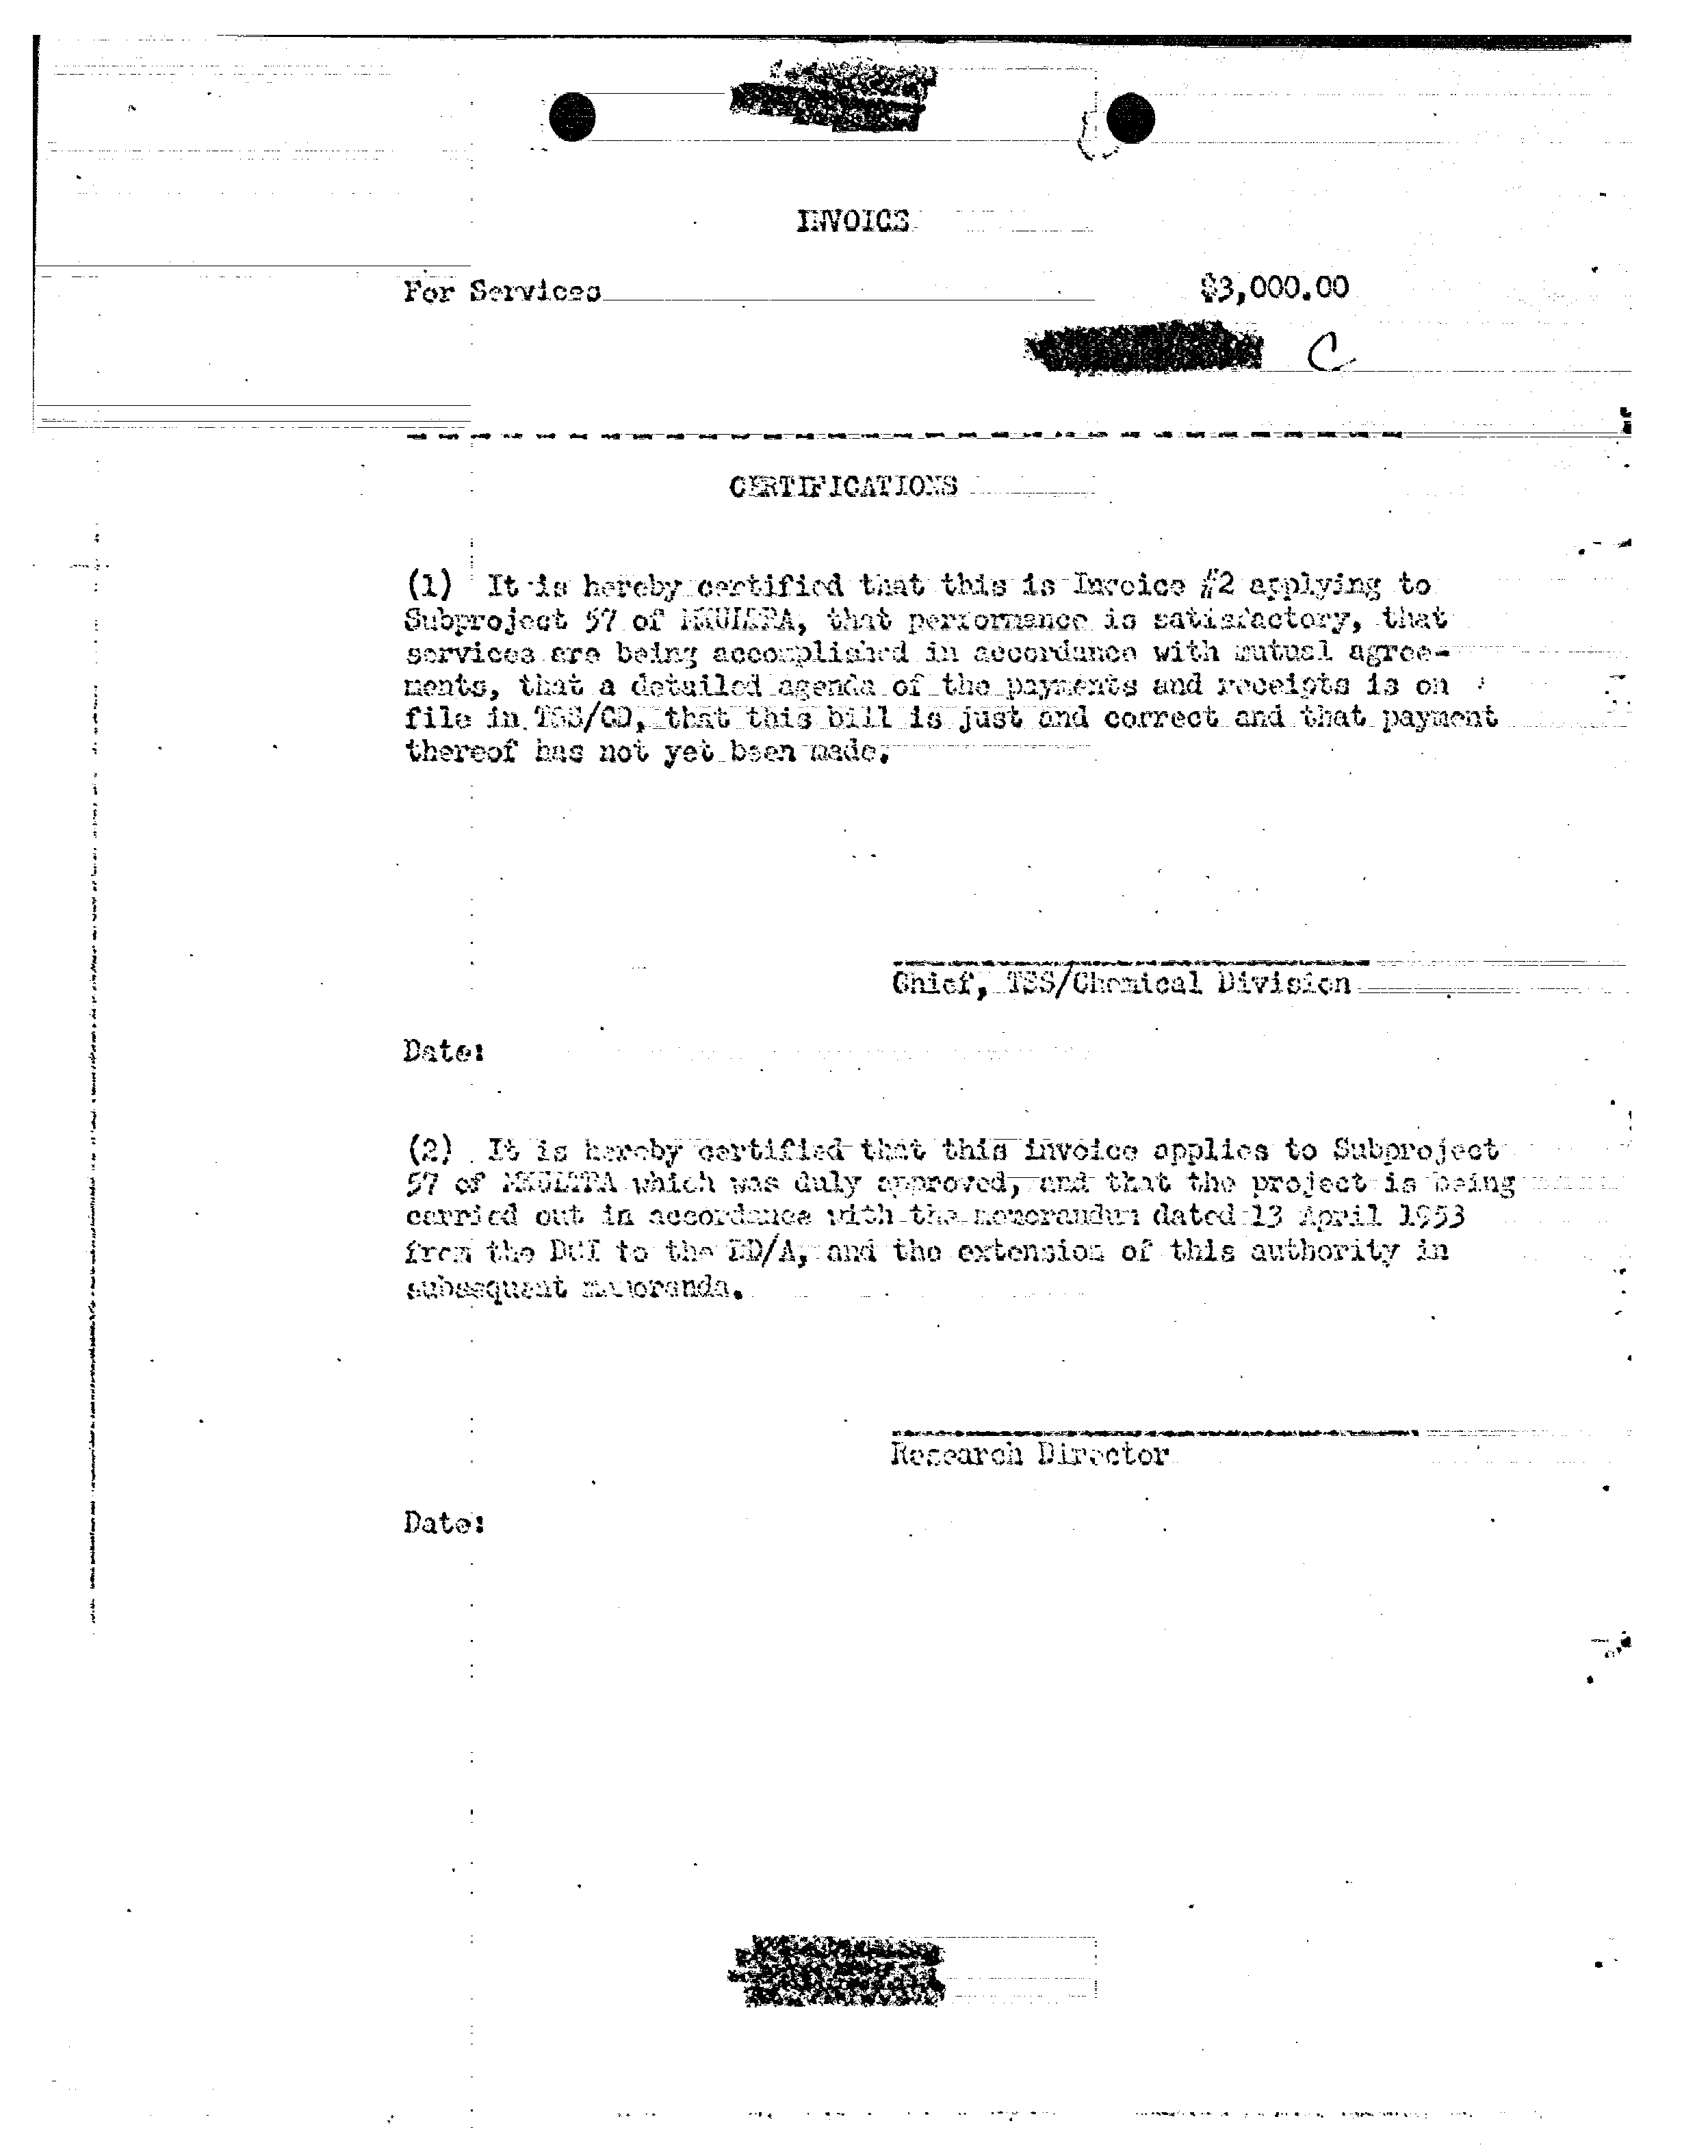 INVOICE
For Services $3,000.00
C
CERTIFICATIONS
(1) It is hereby certified that this is Invoice #2 applying to
Subproject 57 of MKULTRA, that performance is satisfactory, that
services are being accomplished in accordance with mutual agree-
ments, that a detailed agenda of the payments and receipts is on
file in TSS/CD, that this bill is just and correct and that payment
thereof has not yet been made.
Chief, TSS/Chemical Division
Date:
(2) It is hereby certified that this invoice applies to Subproject
57 of MKULTRA which was duly approved, and that the project is being
carried out in accordance with the memorandum dated 13 April 1953
from the DCI to the DD/A, and the extension of this authority in
subsequent memoranda.
Research Director
Date: